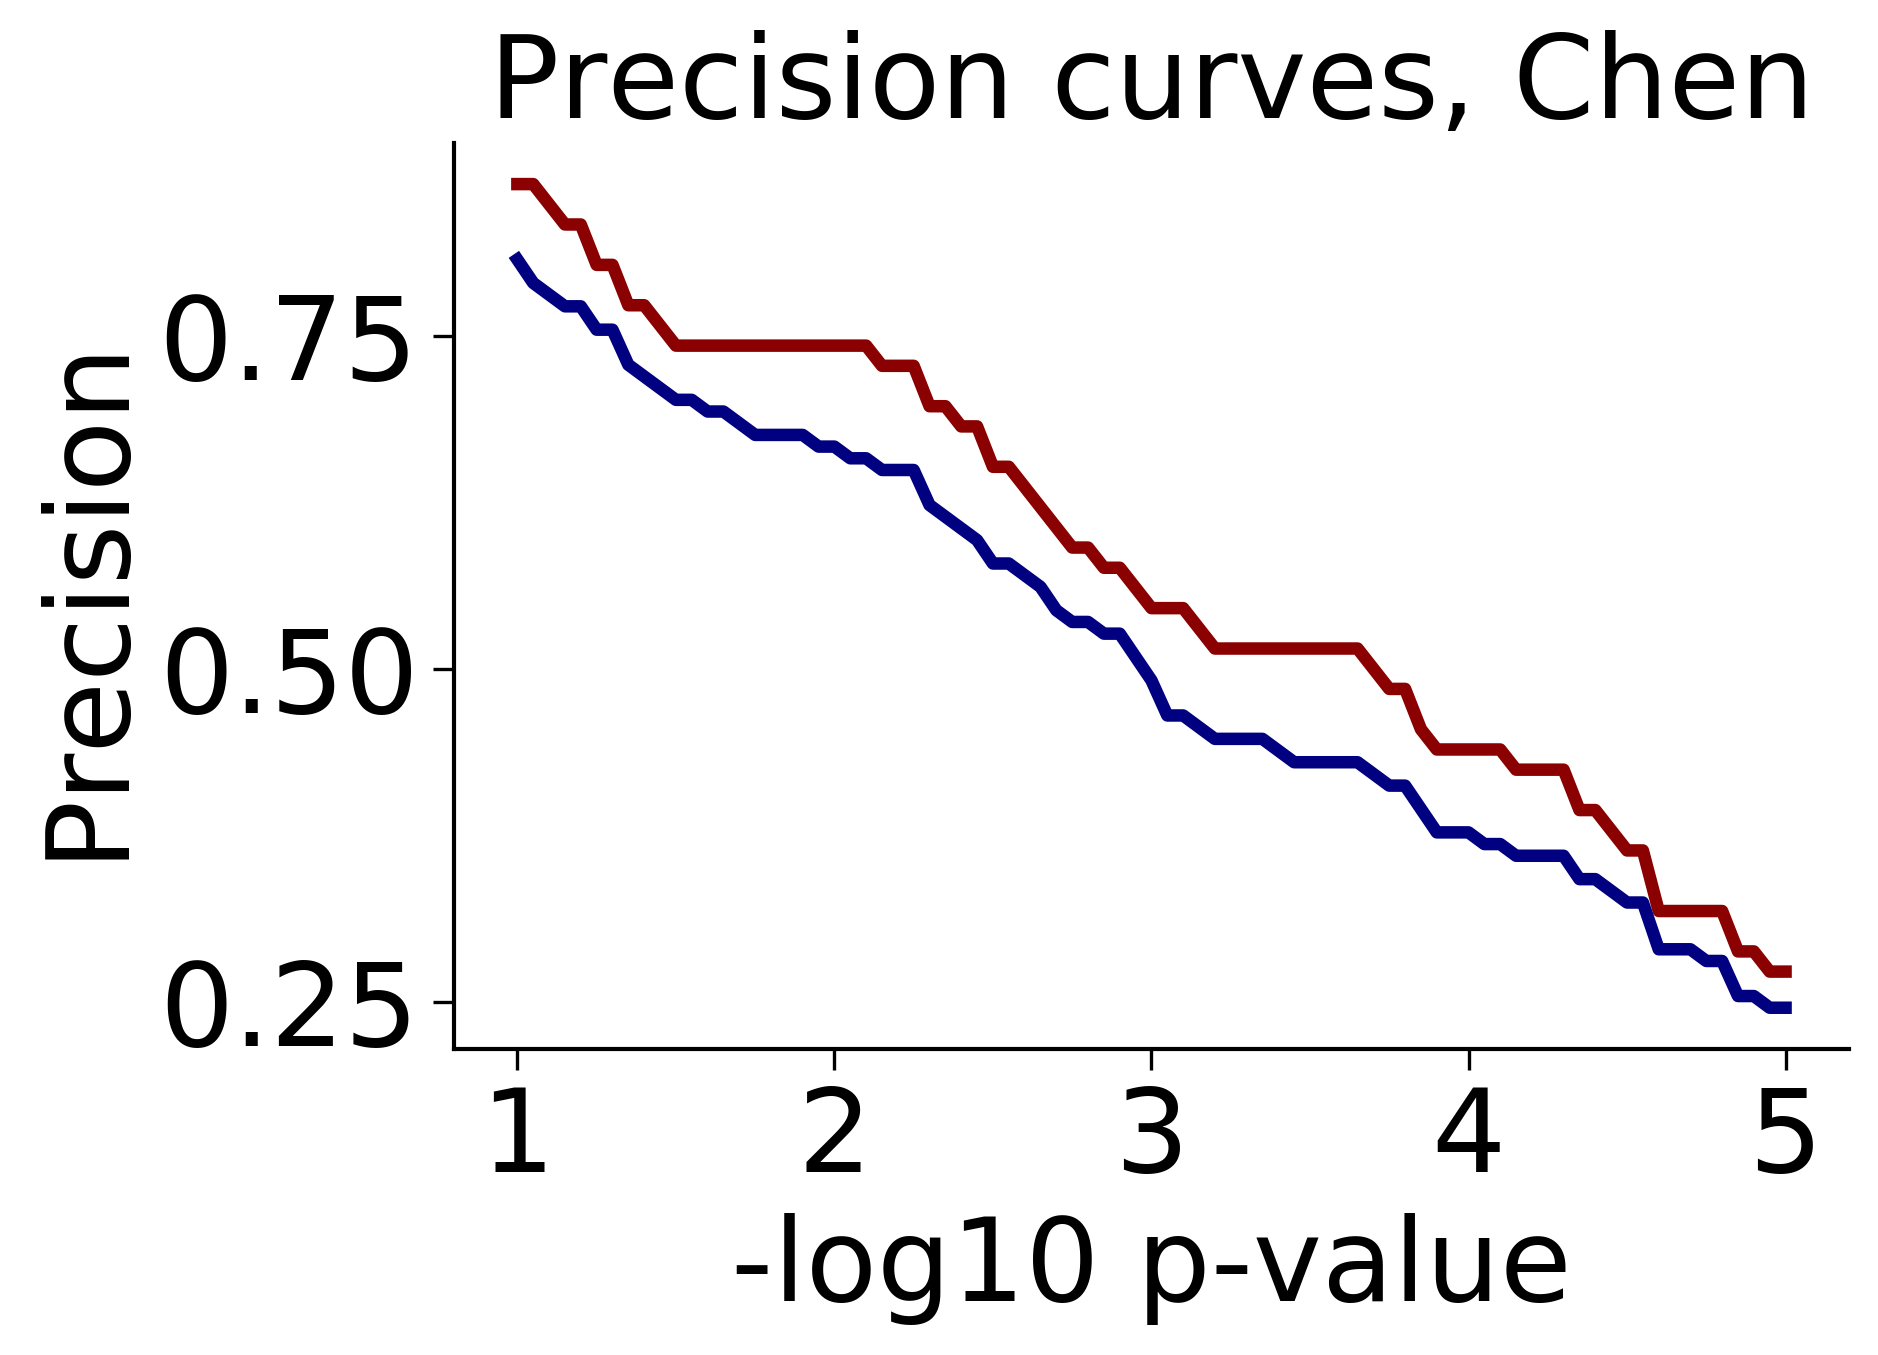 Precision curves, Chen
Precision
0.75
0.50
0.25
1 2 3 4 5
-log10 p-value